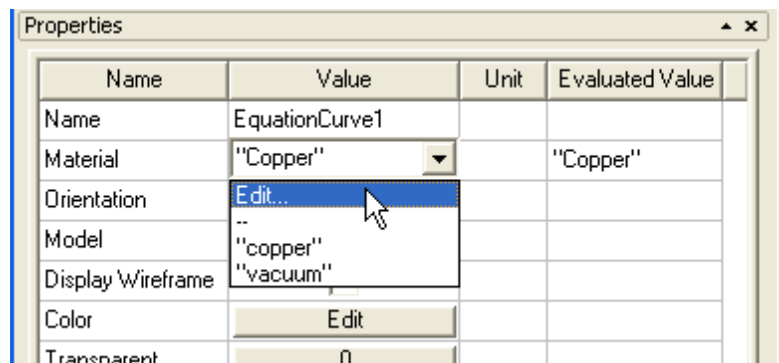 Properties
Name Value Unit Evaluated Value
Name EquationCurve1
Material "Copper" "Copper"
Orientation Edit...
--
Model "copper"
Display Wireframe "vacuum"
Color Edit
Transparent 0